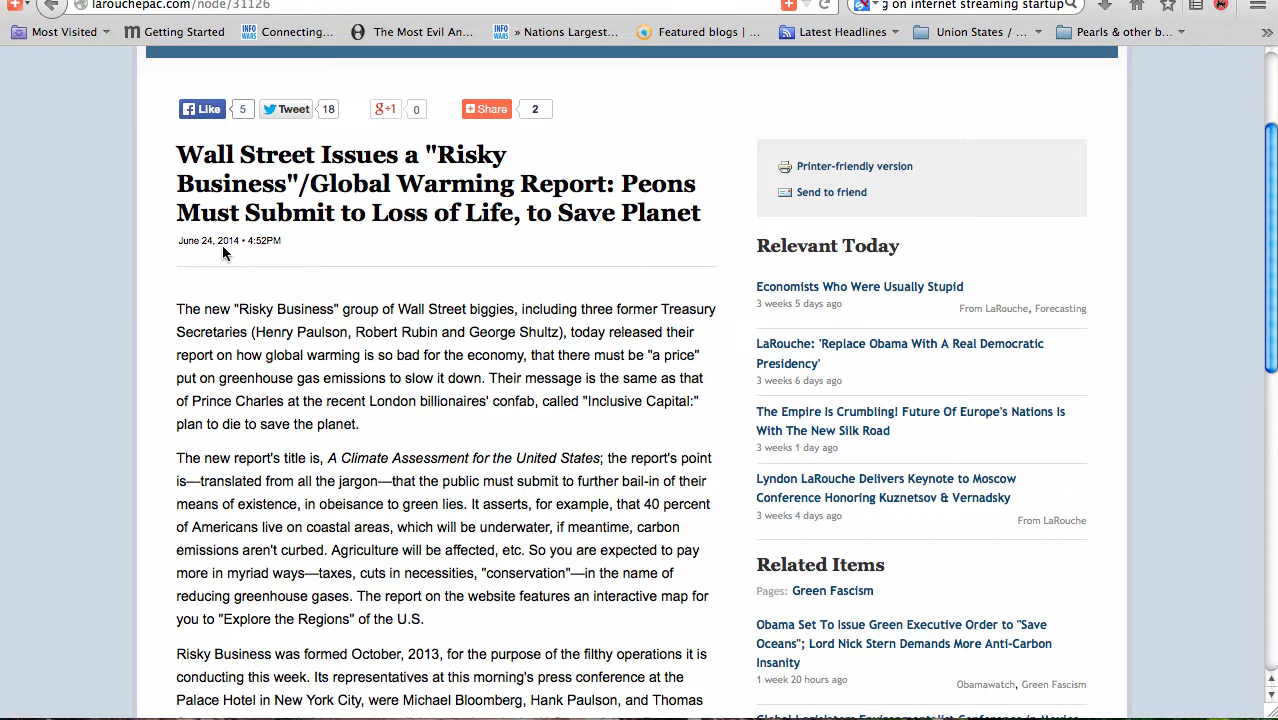 larouchepac.com/node/31126
g on internet streaming startup
Most Visited
Getting Started
INFO WARS
Connecting...
The Most Evil An...
INFO WARS
» Nations Largest...
Featured blogs | ...
Latest Headlines
Union States / ...
Pearls & other b...
»
Like 5
Tweet 18
g+1 0
Share 2
Wall Street Issues a "Risky
Business"/Global Warming Report: Peons
Must Submit to Loss of Life, to Save Planet
June 24, 2014 • 4:52PM
The new "Risky Business" group of Wall Street biggies, including three former Treasury
Secretaries (Henry Paulson, Robert Rubin and George Shultz), today released their
report on how global warming is so bad for the economy, that there must be "a price"
put on greenhouse gas emissions to slow it down. Their message is the same as that
of Prince Charles at the recent London billionaires' confab, called "Inclusive Capital:"
plan to die to save the planet.
The new report's title is, A Climate Assessment for the United States; the report's point
is—translated from all the jargon—that the public must submit to further bail-in of their
means of existence, in obeisance to green lies. It asserts, for example, that 40 percent
of Americans live on coastal areas, which will be underwater, if meantime, carbon
emissions aren't curbed. Agriculture will be affected, etc. So you are expected to pay
more in myriad ways—taxes, cuts in necessities, "conservation"—in the name of
reducing greenhouse gases. The report on the website features an interactive map for
you to "Explore the Regions" of the U.S.
Risky Business was formed October, 2013, for the purpose of the filthy operations it is
conducting this week. Its representatives at this morning's press conference at the
Palace Hotel in New York City, were Michael Bloomberg, Hank Paulson, and Thomas
Printer-friendly version
Send to friend
Relevant Today
Economists Who Were Usually Stupid
3 weeks 5 days ago
From LaRouche, Forecasting
LaRouche: 'Replace Obama With A Real Democratic
Presidency'
3 weeks 6 days ago
The Empire Is Crumbling! Future Of Europe's Nations Is
With The New Silk Road
3 weeks 1 day ago
Lyndon LaRouche Delivers Keynote to Moscow
Conference Honoring Kuznetsov & Vernadsky
3 weeks 4 days ago
From LaRouche
Related Items
Pages: Green Fascism
Obama Set To Issue Green Executive Order to "Save
Oceans"; Lord Nick Stern Demands More Anti-Carbon
Insanity
1 week 20 hours ago
Obamawatch, Green Fascism